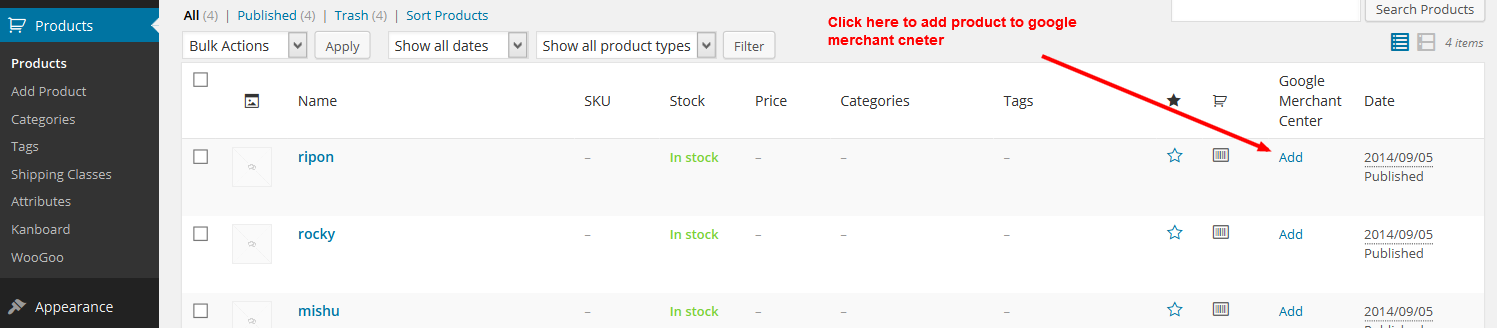 Products
Products
Add Product
Categories
Tags
Shipping Classes
Attributes
Kanboard
WooGoo
Appearance
All (4) | Published (4) | Trash (4) | Sort Products
Search Products
Bulk Actions Apply Show all dates Show all product types Filter
4 items
Click here to add product to google
merchant cneter
Name SKU Stock Price Categories Tags Google Merchant Center Date
ripon – In stock – – – Add 2014/09/05
Published
rocky – In stock – – – Add 2014/09/05
Published
mishu – In stock – – – Add 2014/09/05
Published